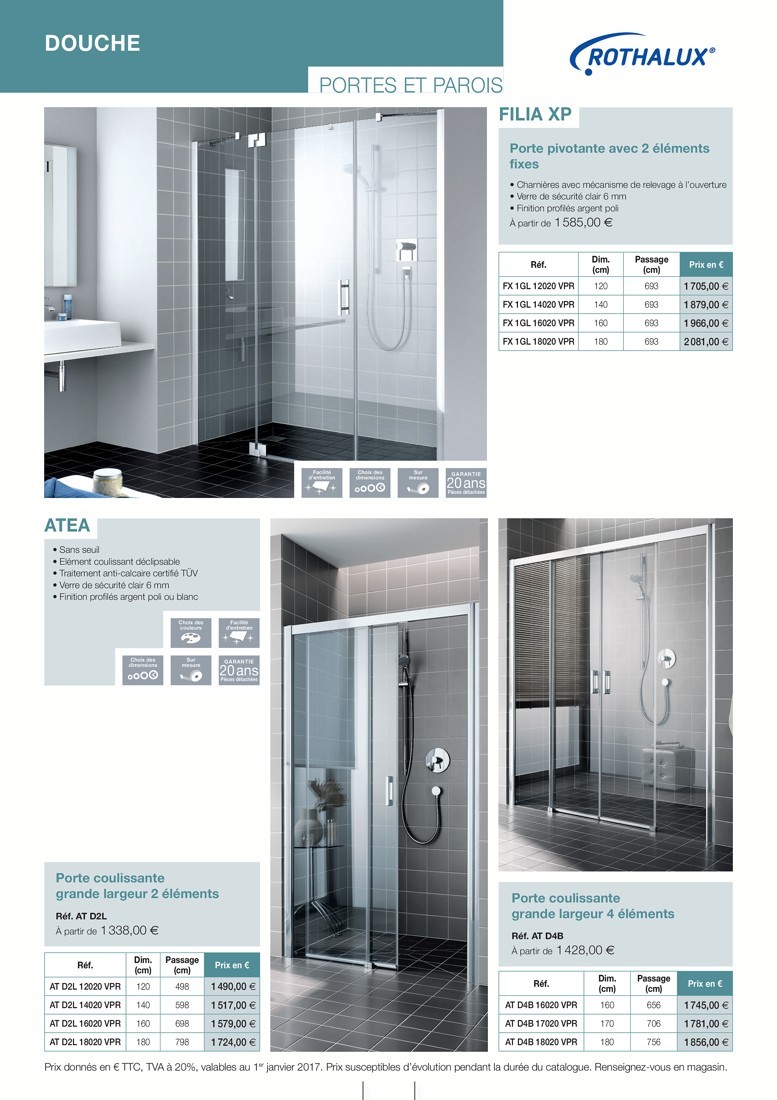 DOUCHE
ROTHALUX®
PORTES ET PAROIS
FILIA XP
Porte pivotante avec 2 éléments
fixes
• Charnières avec mécanisme de relevage à l'ouverture
• Verre de sécurité clair 6 mm
• Finition profilés argent poli
À partir de 1 585,00 €
Réf. Dim. (cm) Passage (cm) Prix en €
FX 1GL 12020 VPR 120 693 1 705,00 €
FX 1GL 14020 VPR 140 693 1 879,00 €
FX 1GL 16020 VPR 160 693 1 966,00 €
FX 1GL 18020 VPR 180 693 2 081,00 €
Facilité d'entretien
Choix des dimensions
Sur mesure
GARANTIE 20 ans Pièces détachées
ATEA
• Sans seuil
• Elément coulissant déclipsable
• Traitement anti-calcaire certifié TÜV
• Verre de sécurité clair 6 mm
• Finition profilés argent poli ou blanc
Choix des couleurs
Facilité d'entretien
Choix des dimensions
Sur mesure
GARANTIE 20 ans Pièces détachées
Porte coulissante
grande largeur 2 éléments
Réf. AT D2L
À partir de 1 338,00 €
Réf. Dim. (cm) Passage (cm) Prix en €
AT D2L 12020 VPR 120 498 1 490,00 €
AT D2L 14020 VPR 140 598 1 517,00 €
AT D2L 16020 VPR 160 698 1 579,00 €
AT D2L 18020 VPR 180 798 1 724,00 €
Porte coulissante
grande largeur 4 éléments
Réf. AT D4B
À partir de 1 428,00 €
Réf. Dim. (cm) Passage (cm) Prix en €
AT D4B 16020 VPR 160 656 1 745,00 €
AT D4B 17020 VPR 170 706 1 781,00 €
AT D4B 18020 VPR 180 756 1 856,00 €
Prix donnés en € TTC, TVA à 20%, valables au 1er janvier 2017. Prix susceptibles d'évolution pendant la durée du catalogue. Renseignez-vous en magasin.